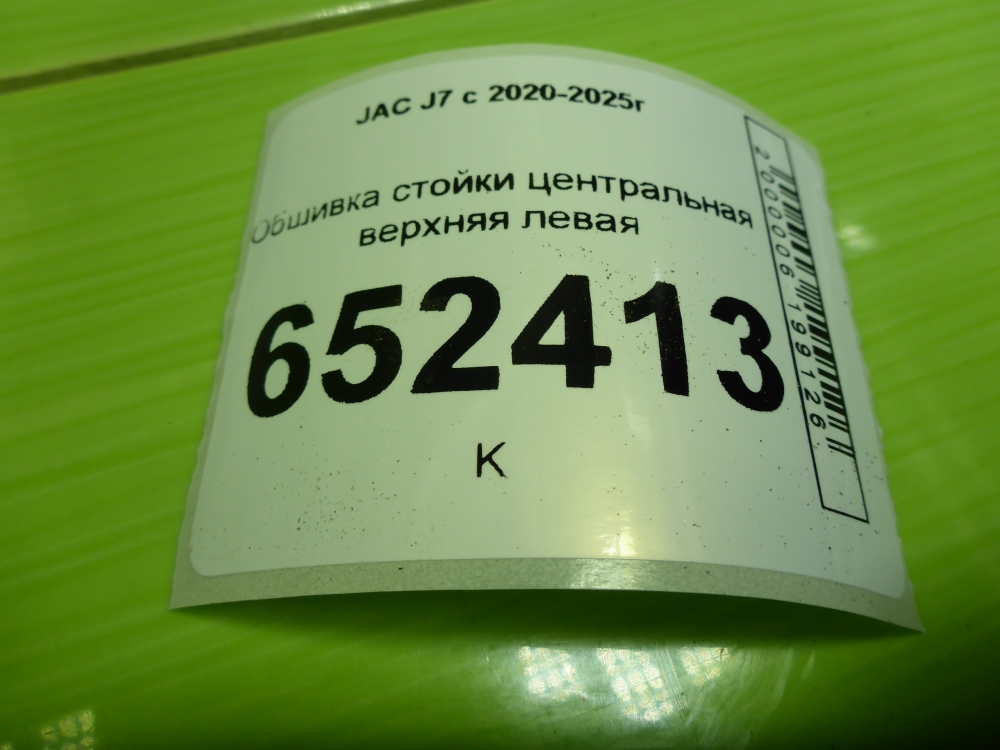 JAC J7 с 2020-2025г
Обшивка стойки центральная
верхняя левая
652413
К
2000006199126